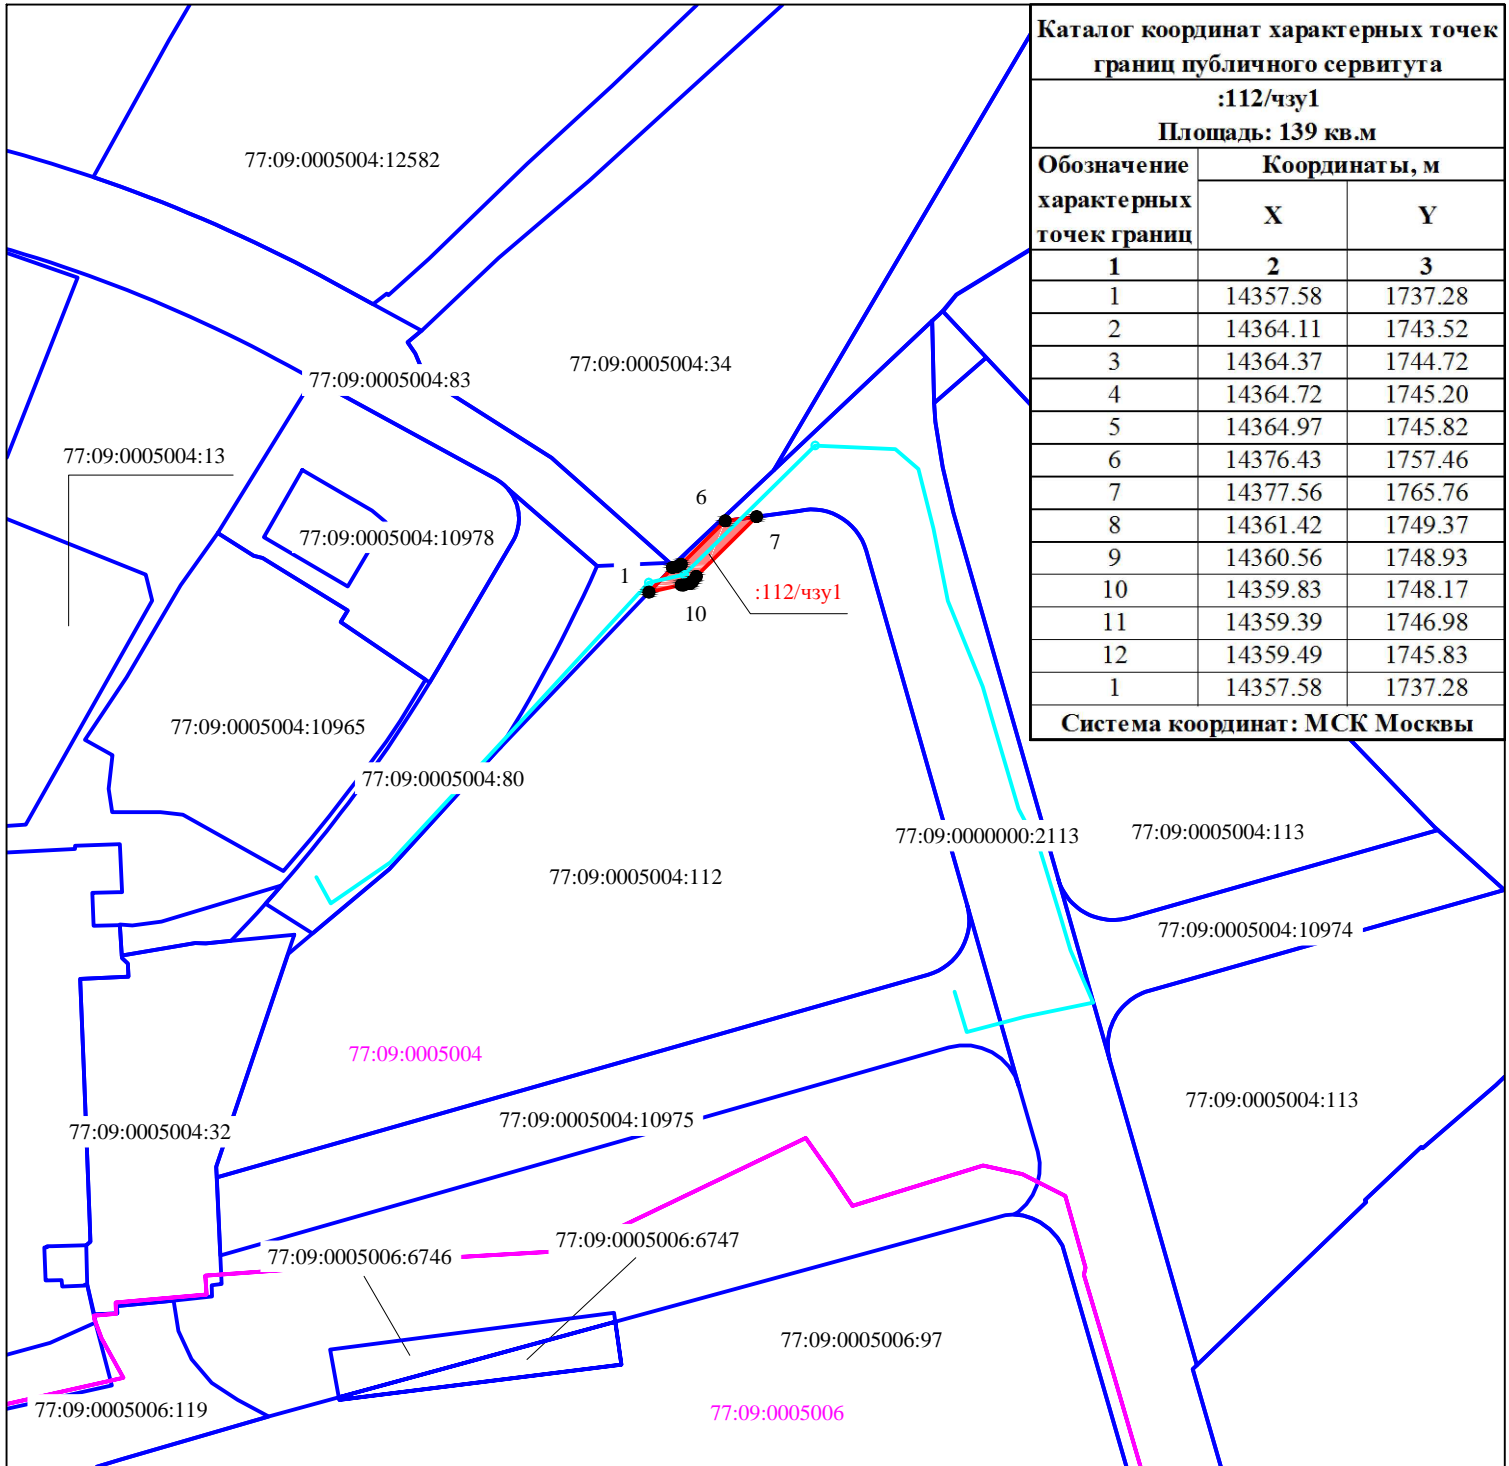 Каталог координат характерных точек
границ публичного сервитута
:112/чзу1
Площадь: 139 кв.м
Обозначение характерных точек границ
Координаты, м
X Y
1 2 3
1 14357.58 1737.28
2 14364.11 1743.52
3 14364.37 1744.72
4 14364.72 1745.20
5 14364.97 1745.82
6 14376.43 1757.46
7 14377.56 1765.76
8 14361.42 1749.37
9 14360.56 1748.93
10 14359.83 1748.17
11 14359.39 1746.98
12 14359.49 1745.83
1 14357.58 1737.28
Система координат: МСК Москвы
77:09:0005004:12582
77:09:0005004:34
77:09:0005004:83
77:09:0005004:13
6
77:09:0005004:10978
7
1
:112/чзу1
10
77:09:0005004:10965
77:09:0005004:80
77:09:0000000:2113
77:09:0005004:113
77:09:0005004:112
77:09:0005004:10974
77:09:0005004
77:09:0005004:113
77:09:0005004:10975
77:09:0005004:32
77:09:0005006:6747
77:09:0005006:6746
77:09:0005006:97
77:09:0005006:119
77:09:0005006